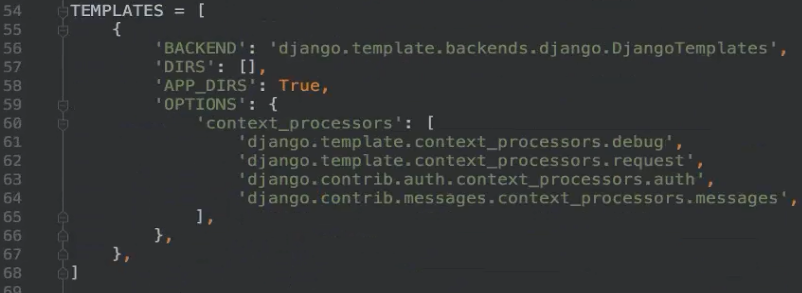 54 TEMPLATES = [
55     {
56         'BACKEND': 'django.template.backends.django.DjangoTemplates',
57         'DIRS': [],
58         'APP_DIRS': True,
59         'OPTIONS': {
60             'context_processors': [
61                 'django.template.context_processors.debug',
62                 'django.template.context_processors.request',
63                 'django.contrib.auth.context_processors.auth',
64                 'django.contrib.messages.context_processors.messages',
65             ],
66         },
67     },
68 ]
69